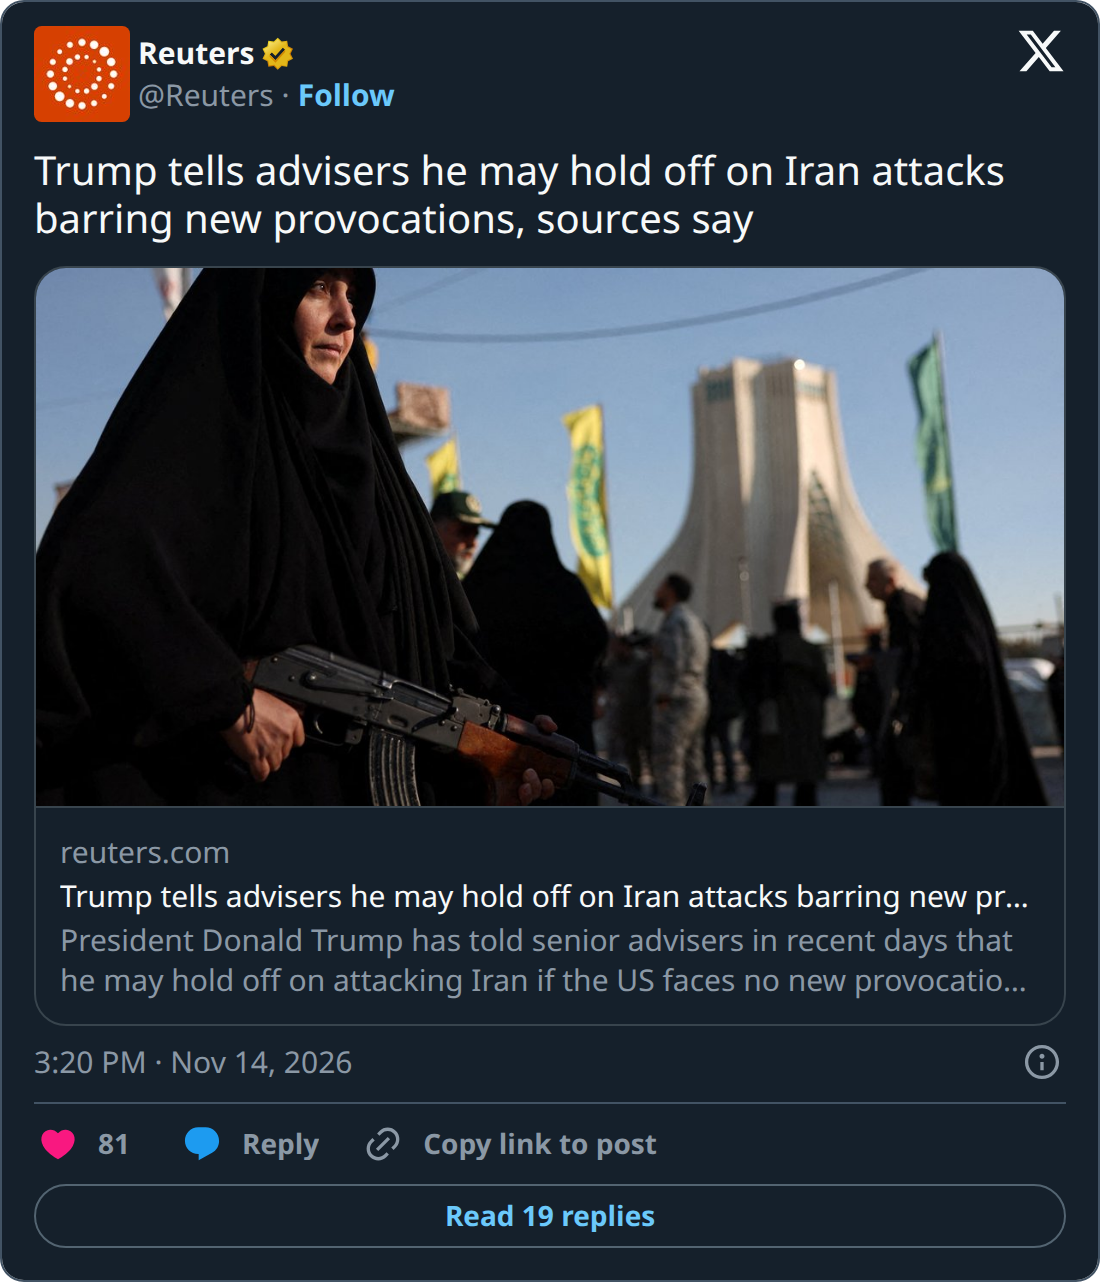 Reuters
@Reuters · Follow
Trump tells advisers he may hold off on Iran attacks
barring new provocations, sources say
reuters.com
Trump tells advisers he may hold off on Iran attacks barring new pr...
President Donald Trump has told senior advisers in recent days that
he may hold off on attacking Iran if the US faces no new provocatio...
3:20 PM · Nov 14, 2026
81 Reply Copy link to post
Read 19 replies